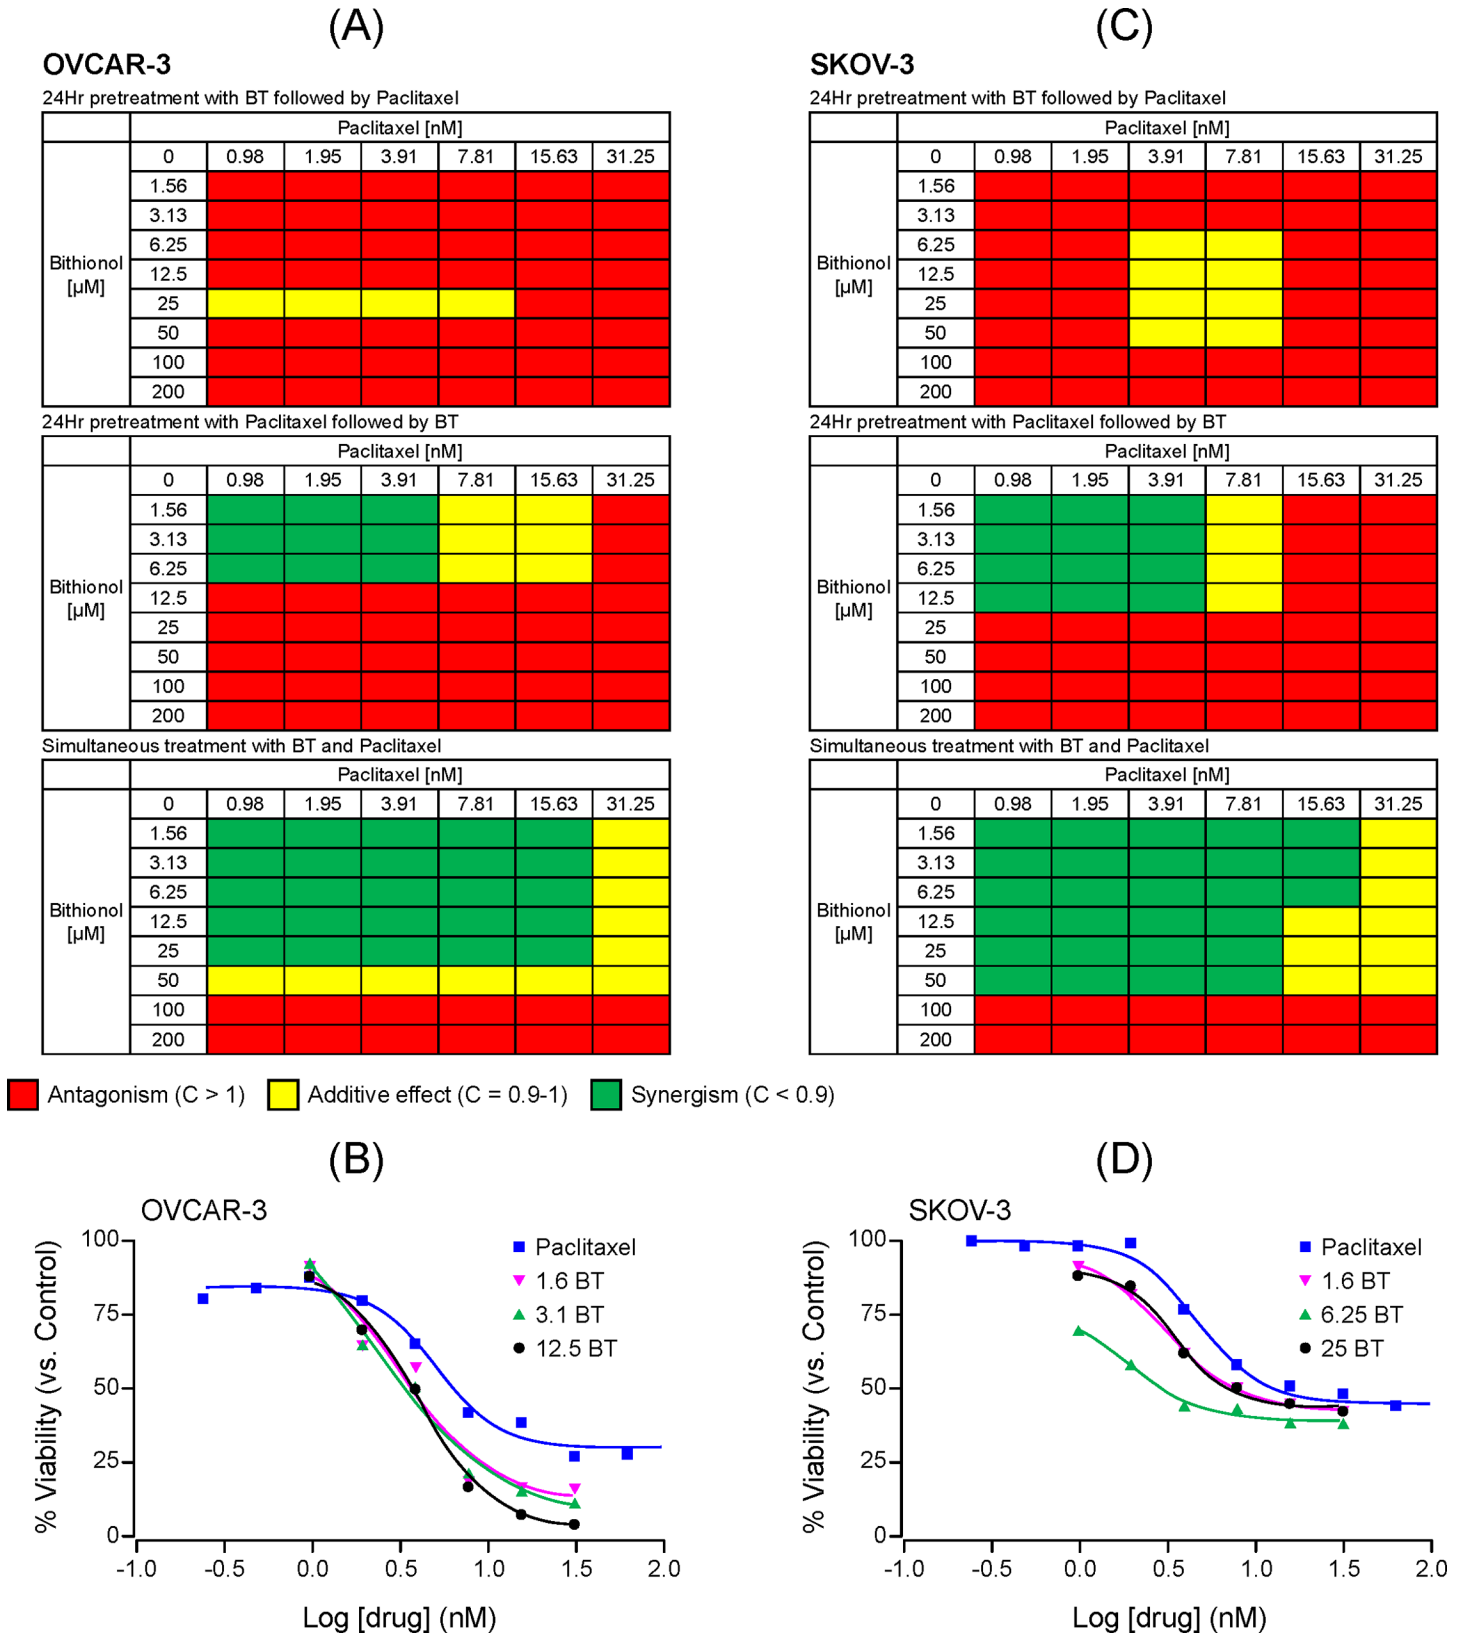 (A)
OVCAR-3
24Hr pretreatment with BT followed by Paclitaxel
Paclitaxel [nM]
0 0.98 1.95 3.91 7.81 15.63 31.25
1.56
3.13
6.25
Bithionol
[µM]
12.5
25
50
100
200
24Hr pretreatment with Paclitaxel followed by BT
Paclitaxel [nM]
0 0.98 1.95 3.91 7.81 15.63 31.25
1.56
3.13
6.25
Bithionol
[µM]
12.5
25
50
100
200
Simultaneous treatment with BT and Paclitaxel
Paclitaxel [nM]
0 0.98 1.95 3.91 7.81 15.63 31.25
1.56
3.13
6.25
Bithionol
[µM]
12.5
25
50
100
200
(C)
SKOV-3
24Hr pretreatment with BT followed by Paclitaxel
Paclitaxel [nM]
0 0.98 1.95 3.91 7.81 15.63 31.25
1.56
3.13
6.25
Bithionol
[µM]
12.5
25
50
100
200
24Hr pretreatment with Paclitaxel followed by BT
Paclitaxel [nM]
0 0.98 1.95 3.91 7.81 15.63 31.25
1.56
3.13
6.25
Bithionol
[µM]
12.5
25
50
100
200
Simultaneous treatment with BT and Paclitaxel
Paclitaxel [nM]
0 0.98 1.95 3.91 7.81 15.63 31.25
1.56
3.13
6.25
Bithionol
[µM]
12.5
25
50
100
200
Antagonism (C > 1) Additive effect (C = 0.9-1) Synergism (C < 0.9)
(B)
OVCAR-3
% Viability (vs. Control)
100
75
50
25
0
Paclitaxel
1.6 BT
3.1 BT
12.5 BT
-1.0 -0.5 0.0 0.5 1.0 1.5 2.0
Log [drug] (nM)
(D)
SKOV-3
% Viability (vs. Control)
100
75
50
25
0
Paclitaxel
1.6 BT
6.25 BT
25 BT
-1.0 -0.5 0.0 0.5 1.0 1.5 2.0
Log [drug] (nM)